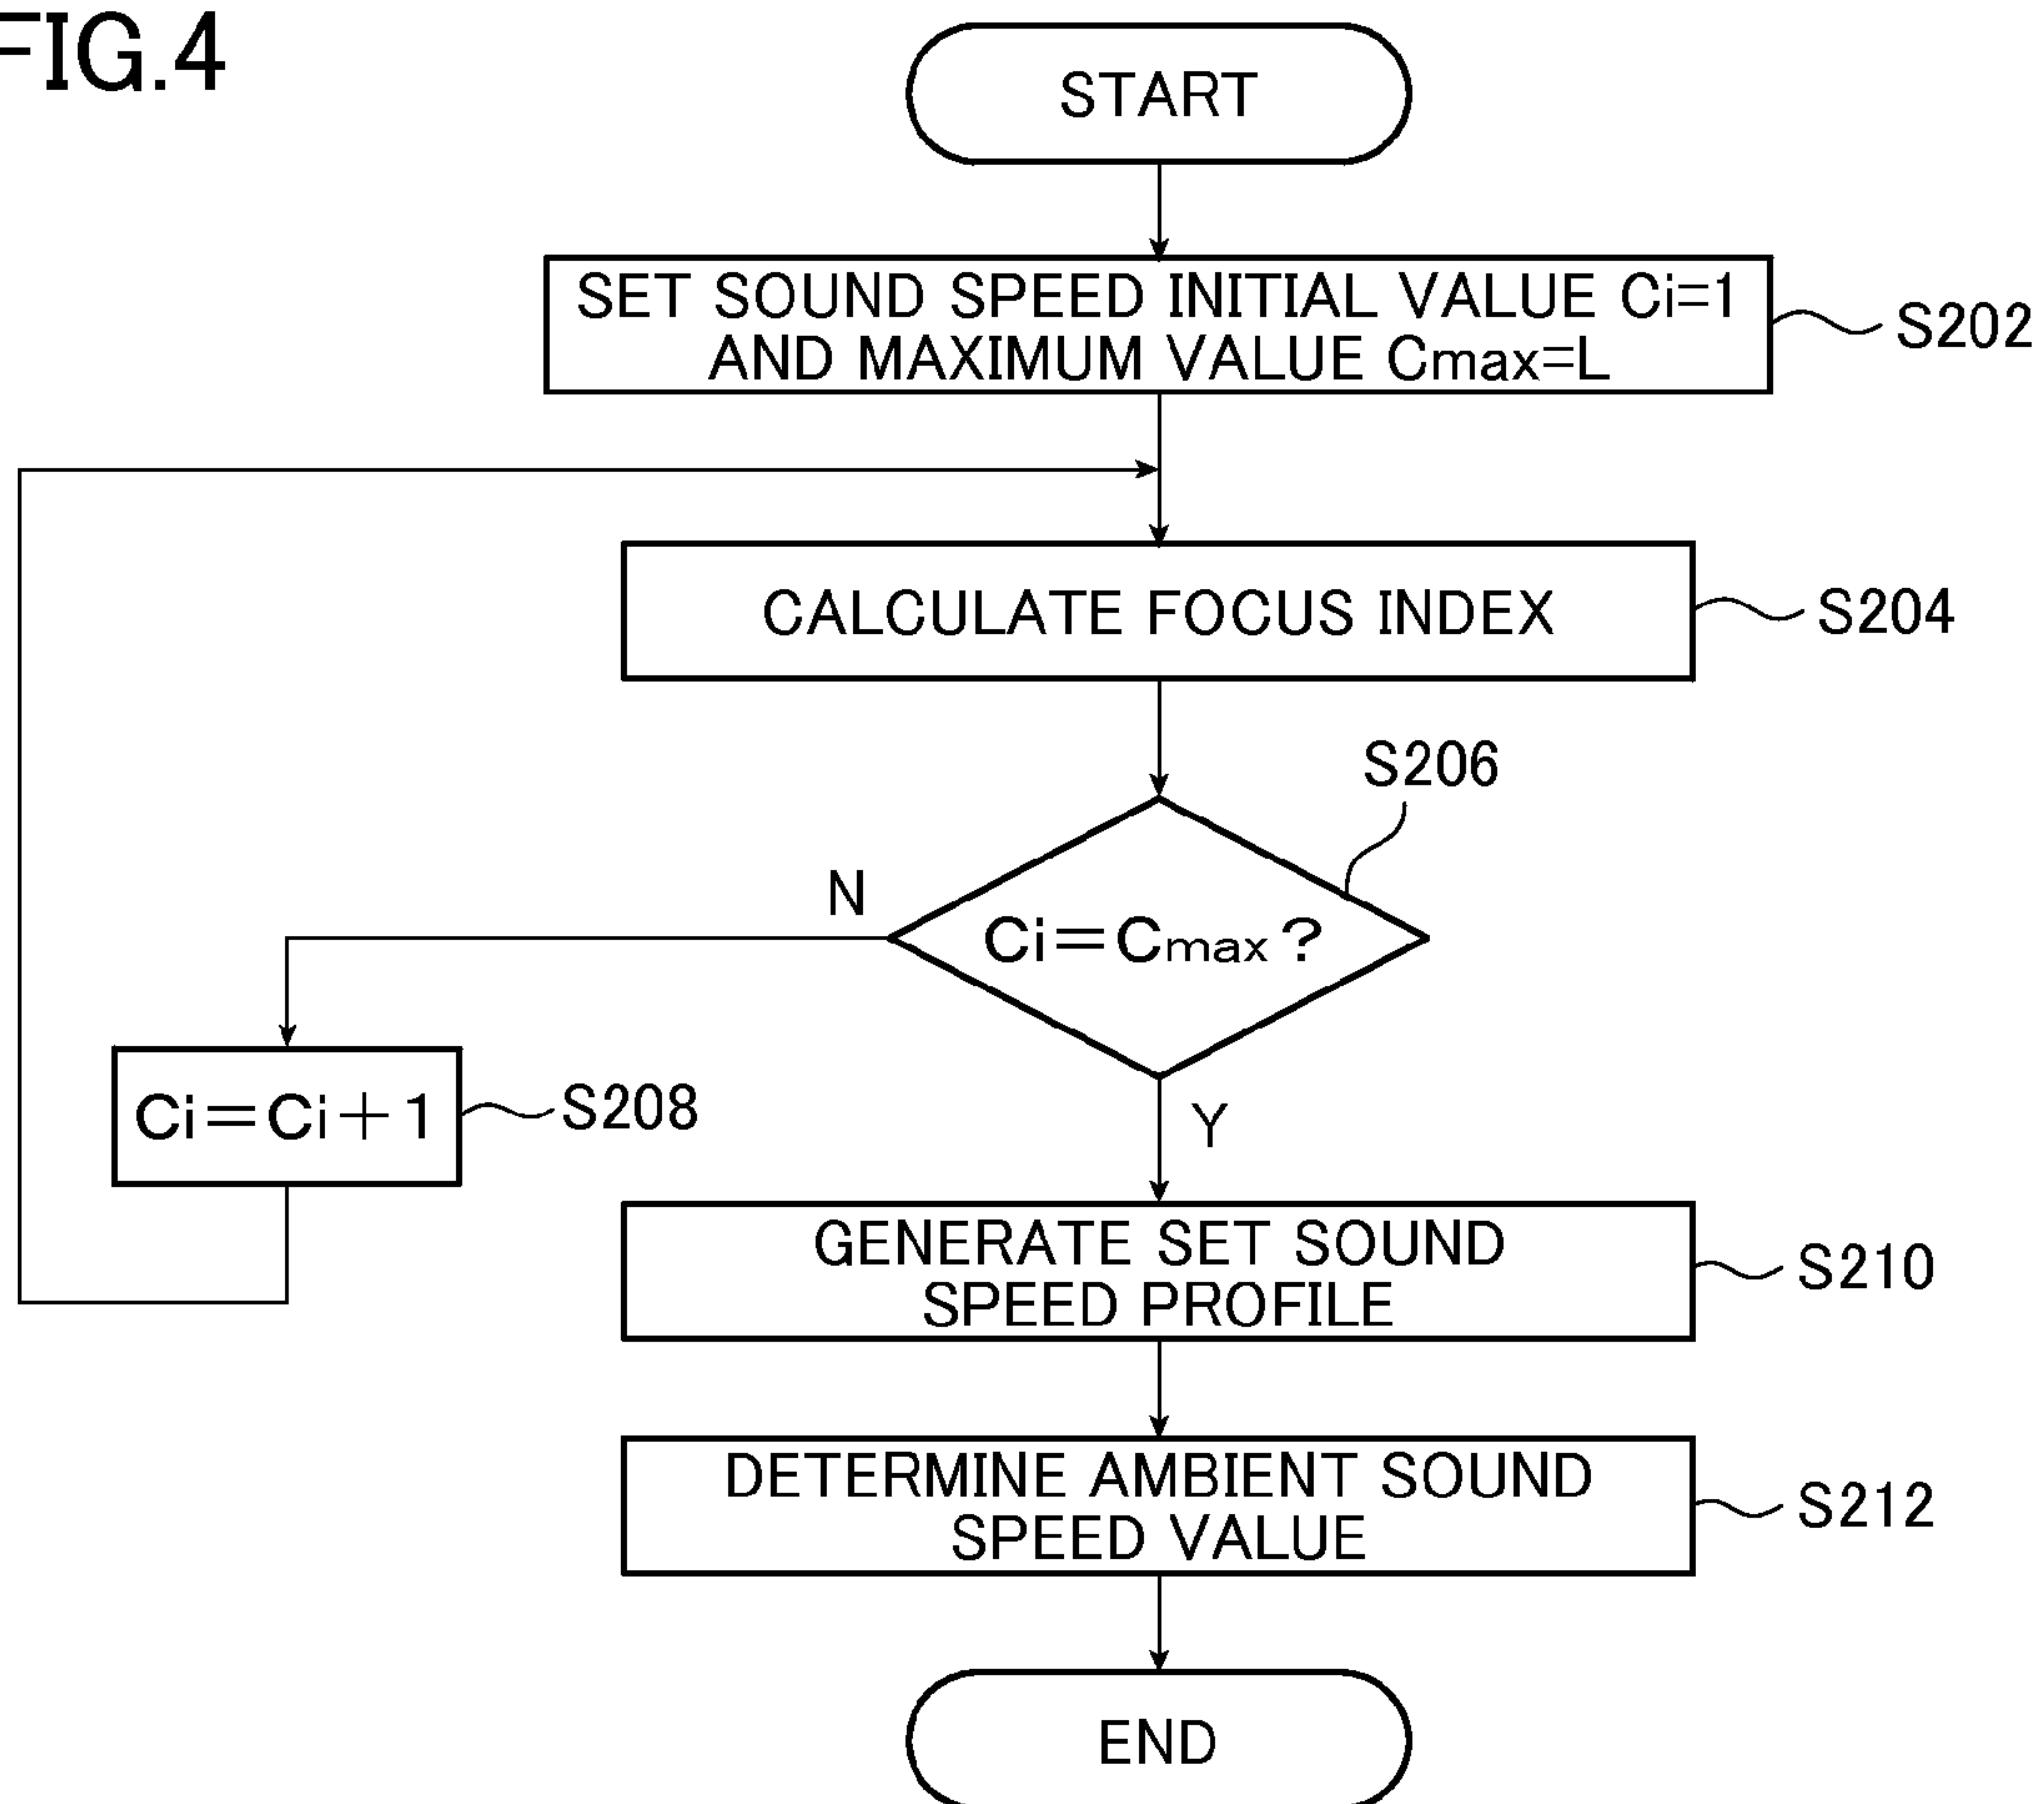 FIG.4
START
SET SOUND SPEED INITIAL VALUE Ci=1
AND MAXIMUM VALUE Cmax=L
S202
CALCULATE FOCUS INDEX
S204
S206
N
Ci=Cmax?
Ci=Ci+1
S208
Y
GENERATE SET SOUND
SPEED PROFILE
S210
DETERMINE AMBIENT SOUND
SPEED VALUE
S212
END